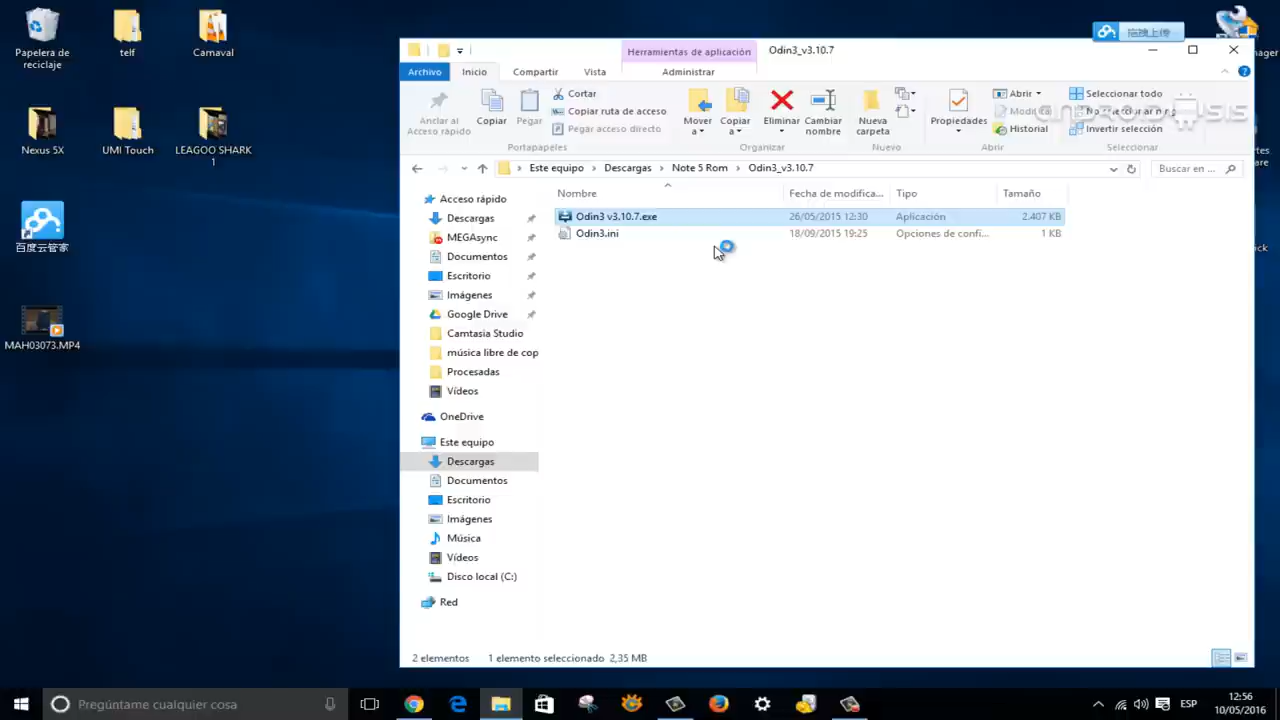 Papelera de
reciclaje
telf
Carnaval
Nexus 5X
UMI Touch
LEAGOO SHARK
1
百度云管家
MAH03073.MP4
拖拽上传
Herramientas de aplicación
Odin3_v3.10.7
Archivo
Inicio
Compartir
Vista
Administrar
Anclar al
Acceso rápido
Copiar
Pegar
Cortar
Copiar ruta de acceso
Pegar acceso directo
Portapapeles
Mover
a
Copiar
a
Eliminar
Cambiar
nombre
Organizar
Nueva
carpeta
Nuevo
Propiedades
Abrir
Historial
Abrir
Seleccionar todo
Invertir selección
Seleccionar
Este equipo
Descargas
Note 5 Rom
Odin3_v3.10.7
Buscar en ...
Nombre
Fecha de modifica...
Tipo
Tamaño
Odin3 v3.10.7.exe 26/05/2015 12:30 Aplicación 2.407 KB
Odin3.ini 18/09/2015 19:25 Opciones de confi... 1 KB
Acceso rápido
Descargas
MEGAsync
Documentos
Escritorio
Imágenes
Google Drive
Camtasia Studio
música libre de cop
Procesadas
Vídeos
OneDrive
Este equipo
Descargas
Documentos
Escritorio
Imágenes
Música
Vídeos
Disco local (C:)
Red
2 elementos
1 elemento seleccionado 2,35 MB
Pregúntame cualquier cosa
ESP
12:56
10/05/2016